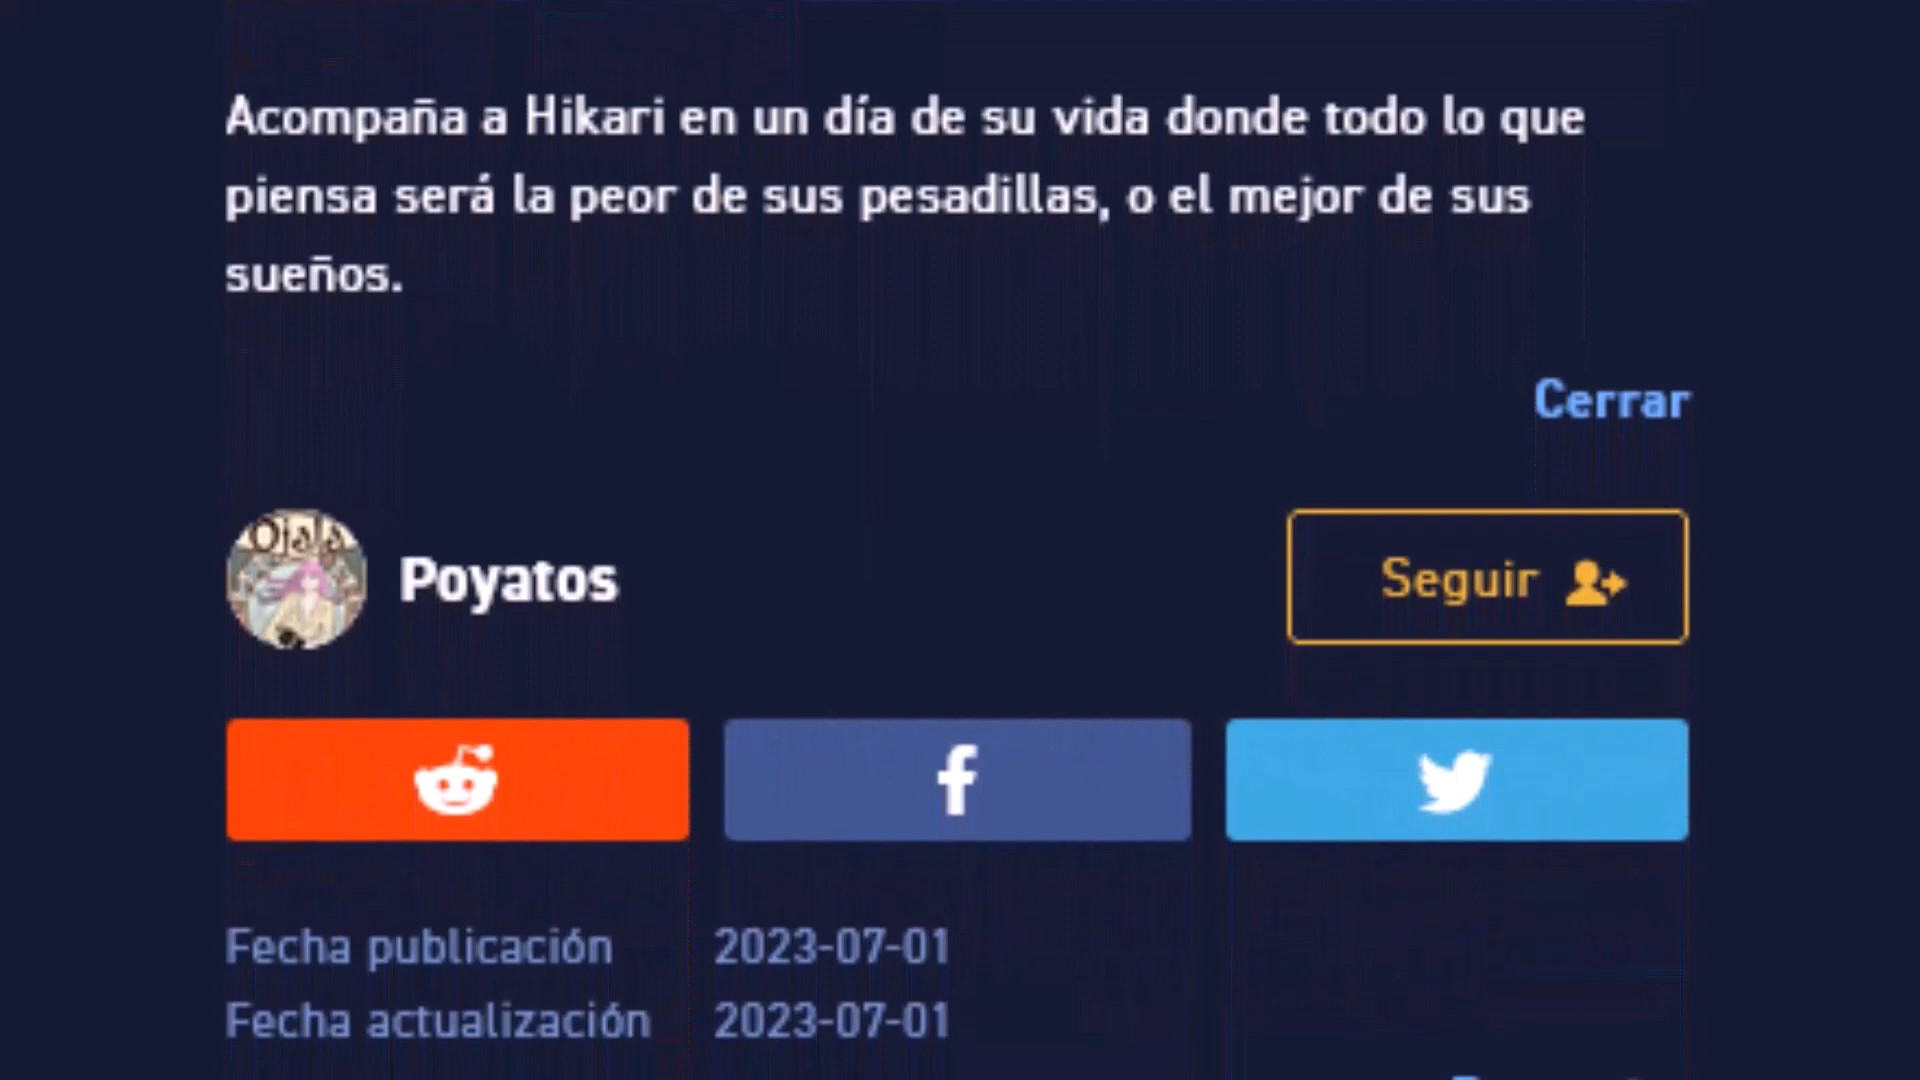 Acompaña a Hikari en un día de su vida donde todo lo que
piensa será la peor de sus pesadillas, o el mejor de sus
sueños.
Cerrar
Ojala
Poyatos
Seguir
Fecha publicación 2023-07-01
Fecha actualización 2023-07-01